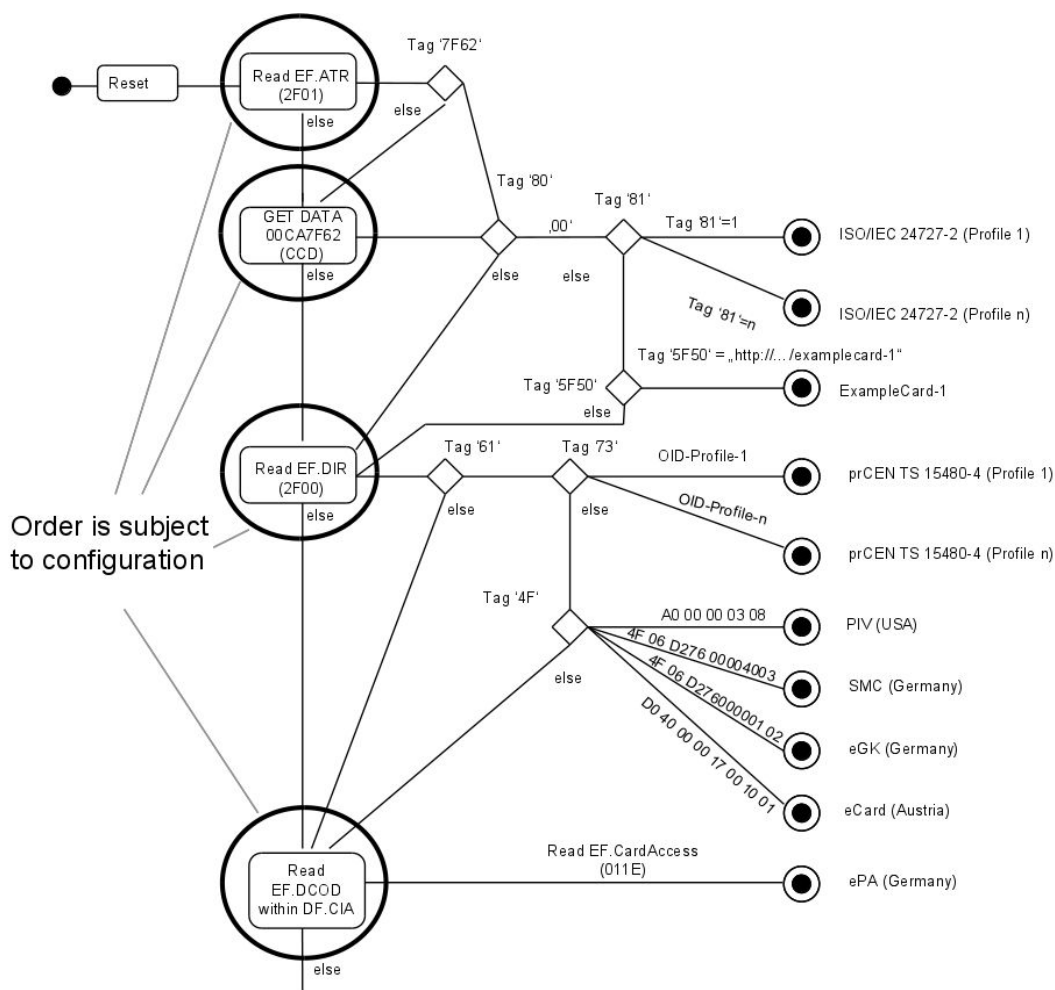 Tag ‘7F62‘
Reset
Read EF.ATR
(2F01)
else
else
Tag ‘80‘
Tag ‘81‘
GET DATA
00CA7F62
(CCD)
‚00‘
Tag ‘81‘=1
ISO/IEC 24727-2 (Profile 1)
else
else
else
Tag ‘81‘=n
ISO/IEC 24727-2 (Profile n)
Tag ‘5F50‘ = „http://... /examplecard-1“
Tag ‘5F50‘
ExampleCard-1
else
Tag ‘61‘
Tag ‘73‘
OID-Profile-1
Read EF.DIR
(2F00)
prCEN TS 15480-4 (Profile 1)
else
else
else
OID-Profile-n
Order is subject
to configuration
prCEN TS 15480-4 (Profile n)
Tag ‘4F‘
A0 00 00 03 08
PIV (USA)
else
4F 06 D276 00004003
SMC (Germany)
4F 06 D276000001 02
eGK (Germany)
D0 40 00 00 17 00 10 01
eCard (Austria)
Read EF.CardAccess
(011E)
Read
EF.DCOD
within DF.CIA
ePA (Germany)
else